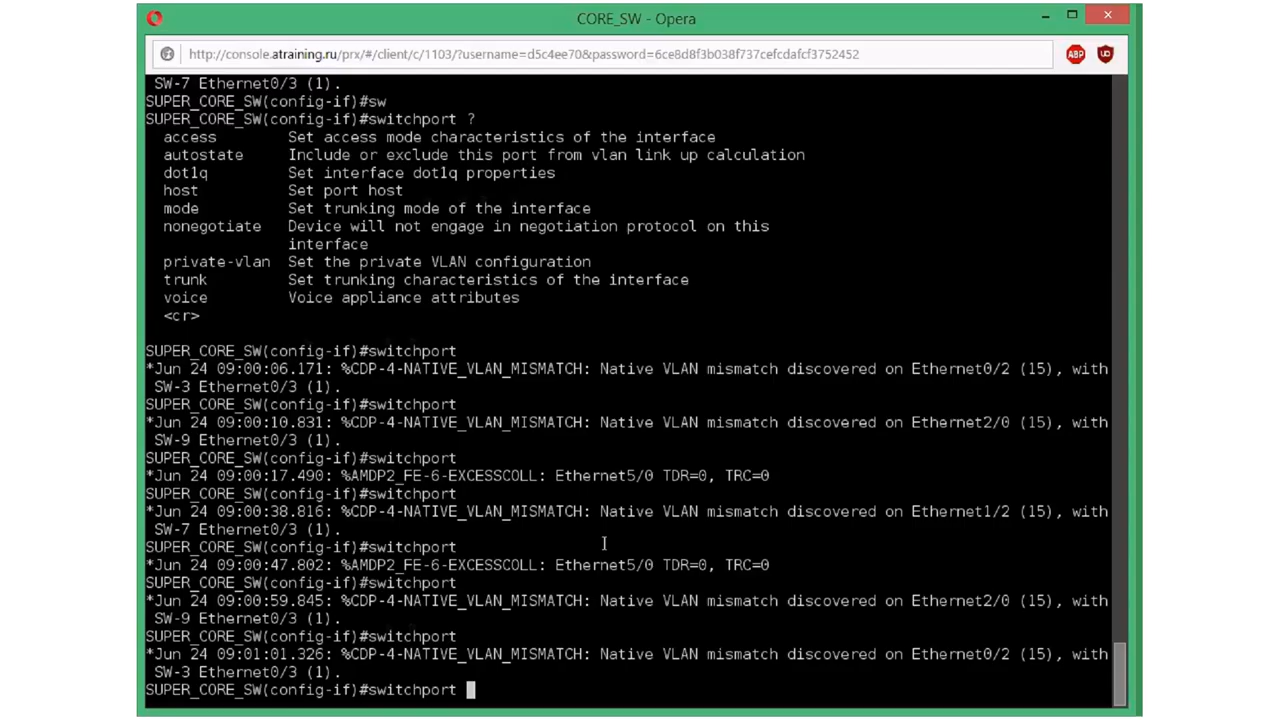 CORE_SW - Opera
http://console.atraining.ru/prx/#/client/c/1103/?username=d5c4ee70&password=6ce8d8f3b038f737cefcdafcf3752452
ABP
SW-7 Ethernet0/3 (1).
SUPER_CORE_SW(config-if)#sw
SUPER_CORE_SW(config-if)#switchport ?
access Set access mode characteristics of the interface
autostate Include or exclude this port from vlan link up calculation
dot1q Set interface dot1q properties
host Set port host
mode Set trunking mode of the interface
nonegotiate Device will not engage in negotiation protocol on this
interface
private-vlan Set the private VLAN configuration
trunk Set trunking characteristics of the interface
voice Voice appliance attributes
<cr>
SUPER_CORE_SW(config-if)#switchport
*Jun 24 09:00:06.171: %CDP-4-NATIVE_VLAN_MISMATCH: Native VLAN mismatch discovered on Ethernet0/2 (15), with
SW-3 Ethernet0/3 (1).
SUPER_CORE_SW(config-if)#switchport
*Jun 24 09:00:10.831: %CDP-4-NATIVE_VLAN_MISMATCH: Native VLAN mismatch discovered on Ethernet2/0 (15), with
SW-9 Ethernet0/3 (1).
SUPER_CORE_SW(config-if)#switchport
*Jun 24 09:00:17.490: %AMDP2_FE-6-EXCESSCOLL: Ethernet5/0 TDR=0, TRC=0
SUPER_CORE_SW(config-if)#switchport
*Jun 24 09:00:38.816: %CDP-4-NATIVE_VLAN_MISMATCH: Native VLAN mismatch discovered on Ethernet1/2 (15), with
SW-7 Ethernet0/3 (1).
SUPER_CORE_SW(config-if)#switchport
*Jun 24 09:00:47.802: %AMDP2_FE-6-EXCESSCOLL: Ethernet5/0 TDR=0, TRC=0
SUPER_CORE_SW(config-if)#switchport
*Jun 24 09:00:59.845: %CDP-4-NATIVE_VLAN_MISMATCH: Native VLAN mismatch discovered on Ethernet2/0 (15), with
SW-9 Ethernet0/3 (1).
SUPER_CORE_SW(config-if)#switchport
*Jun 24 09:01:01.326: %CDP-4-NATIVE_VLAN_MISMATCH: Native VLAN mismatch discovered on Ethernet0/2 (15), with
SW-3 Ethernet0/3 (1).
SUPER_CORE_SW(config-if)#switchport